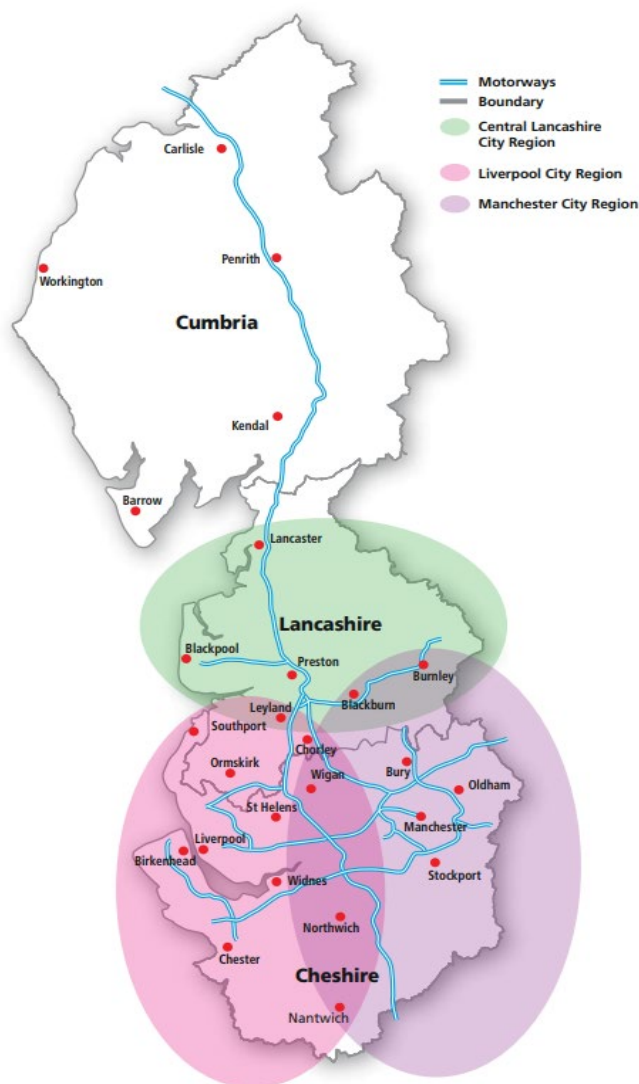 Motorways
Boundary
Central Lancashire
City Region
Liverpool City Region
Manchester City Region
Carlisle
Penrith
Workington
Cumbria
Kendal
Barrow
Lancaster
Lancashire
Blackpool
Preston
Burnley
Blackburn
Leyland
Southport
Chorley
Ormskirk
Wigan
Bury
Oldham
St Helens
Manchester
Liverpool
Birkenhead
Stockport
Widnes
Northwich
Chester
Cheshire
Nantwich